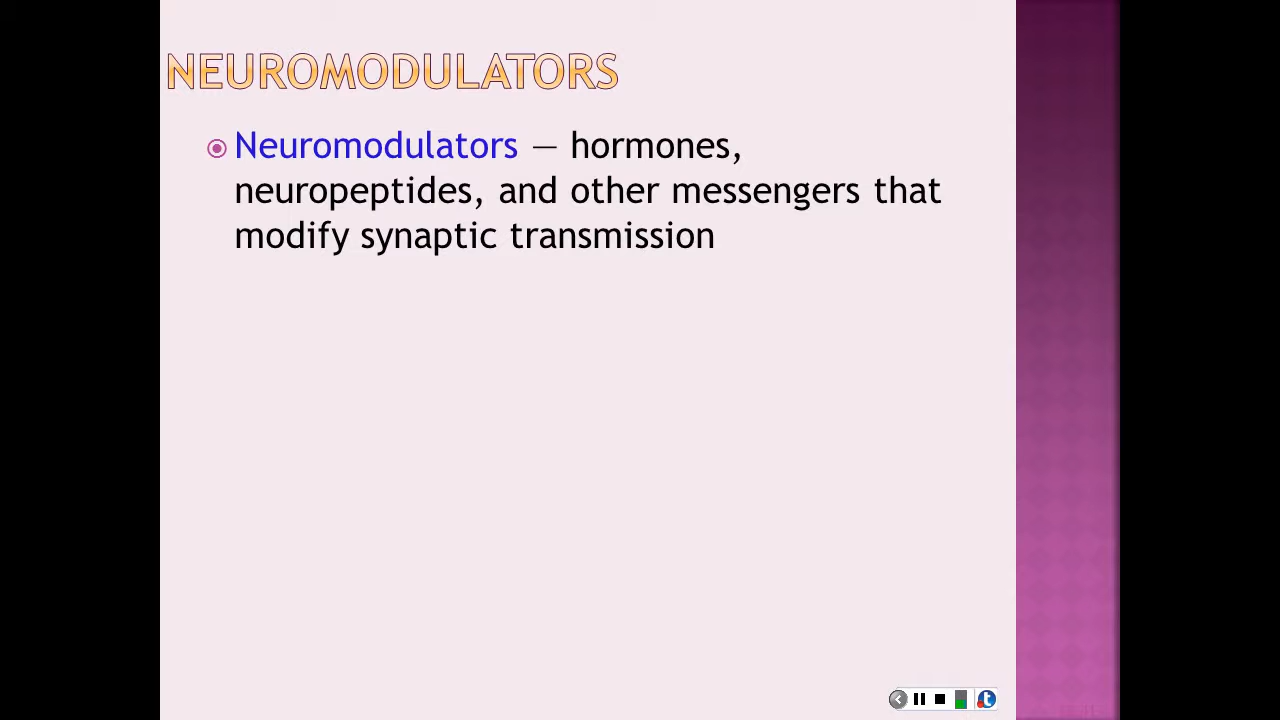 NEUROMODULATORS
Neuromodulators — hormones,
neuropeptides, and other messengers that
modify synaptic transmission